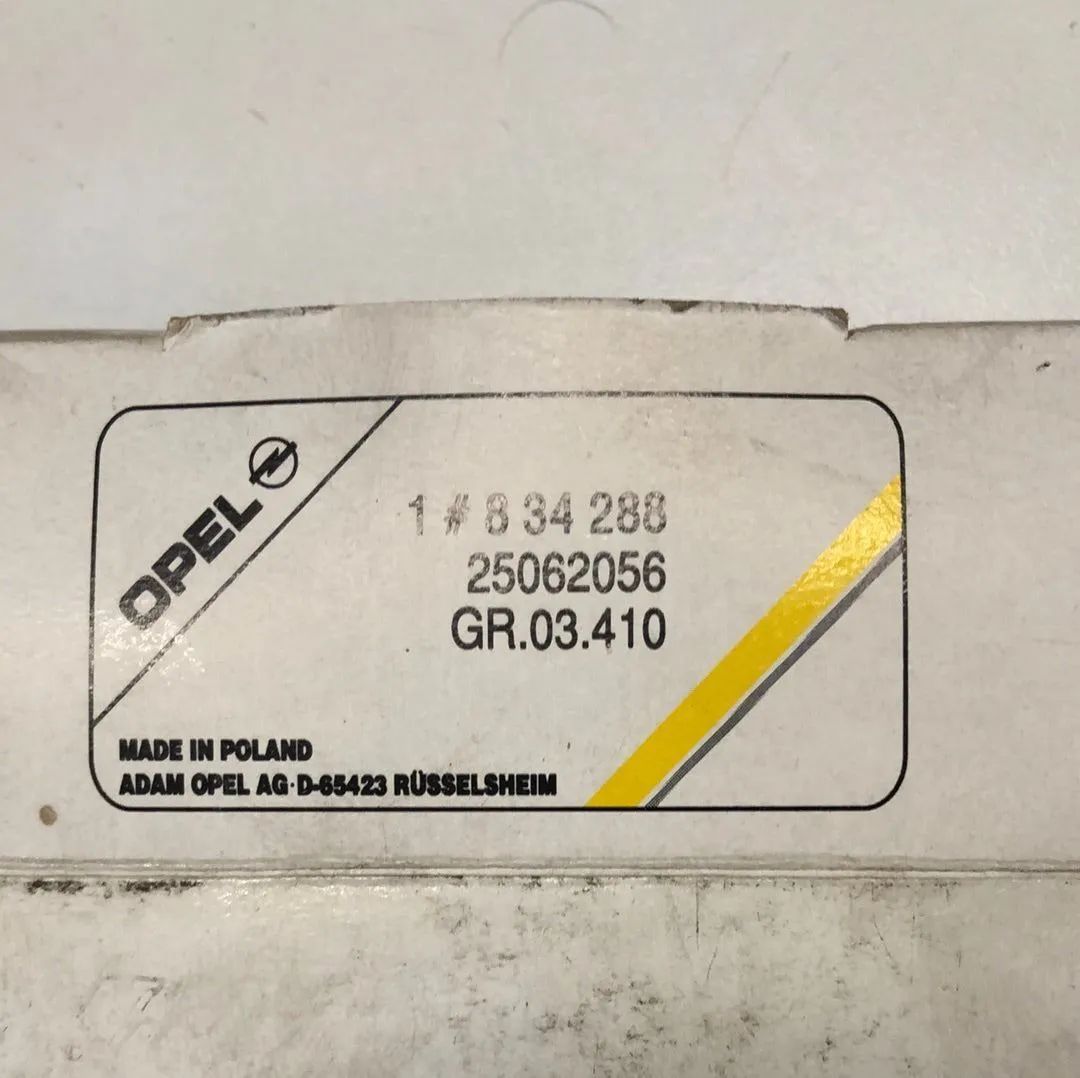 OPEL
1 # 8 34 288
25062056
GR.03.410
MADE IN POLAND
ADAM OPEL AG·D-65423 RÜSSELSHEIM